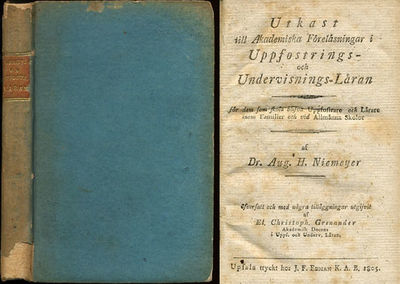 Utkast
till Akademiska Föreläsningar i
Uppfostrings-
och
Undervisnings-Läran
för dem som skola blifva Uppfostrare och Lärare
inom Familier och vid Allmänna Skolor
af
Dr. Aug. H. Niemeyer
öfversatt och med några tilläggningar utgifvit
af
El. Christoph. Grenander
Akademisk Docens
i Uppf. och Underv. Läran.
Upsala tryckt hos J. F. Edman K. A. B. 1805.